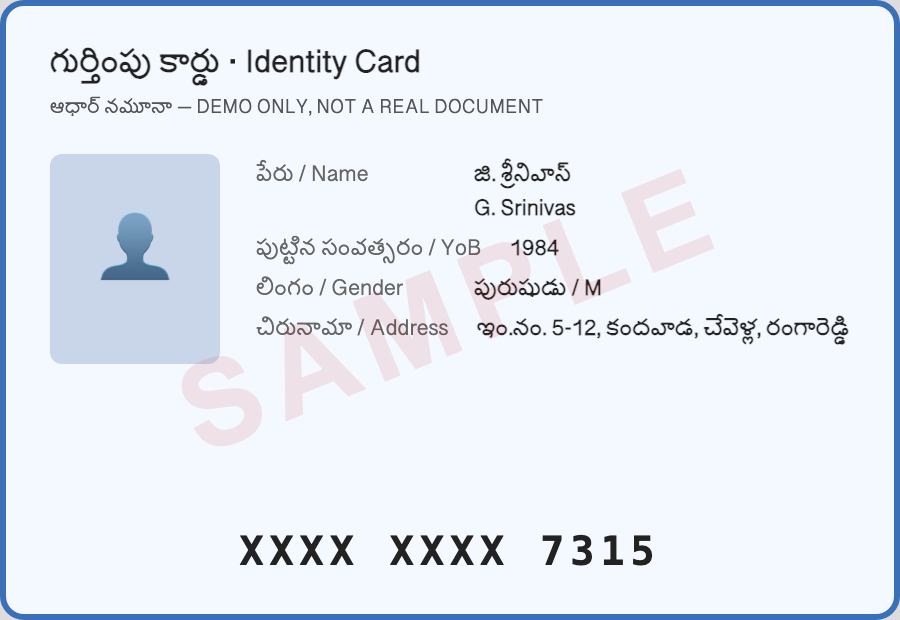 గుర్తింపు కార్డు · Identity Card
ఆధార్ నమూనా — DEMO ONLY, NOT A REAL DOCUMENT
పేరు / Name జి. శ్రీనివాస్
G. Srinivas
పుట్టిన సంవత్సరం / YoB 1984
లింగం / Gender పురుషుడు / M
చిరునామా / Address ఇం.నం. 5-12, కందవాడ, చేవెళ్ల, రంగారెడ్డి
SAMPLE
XXXX XXXX 7315